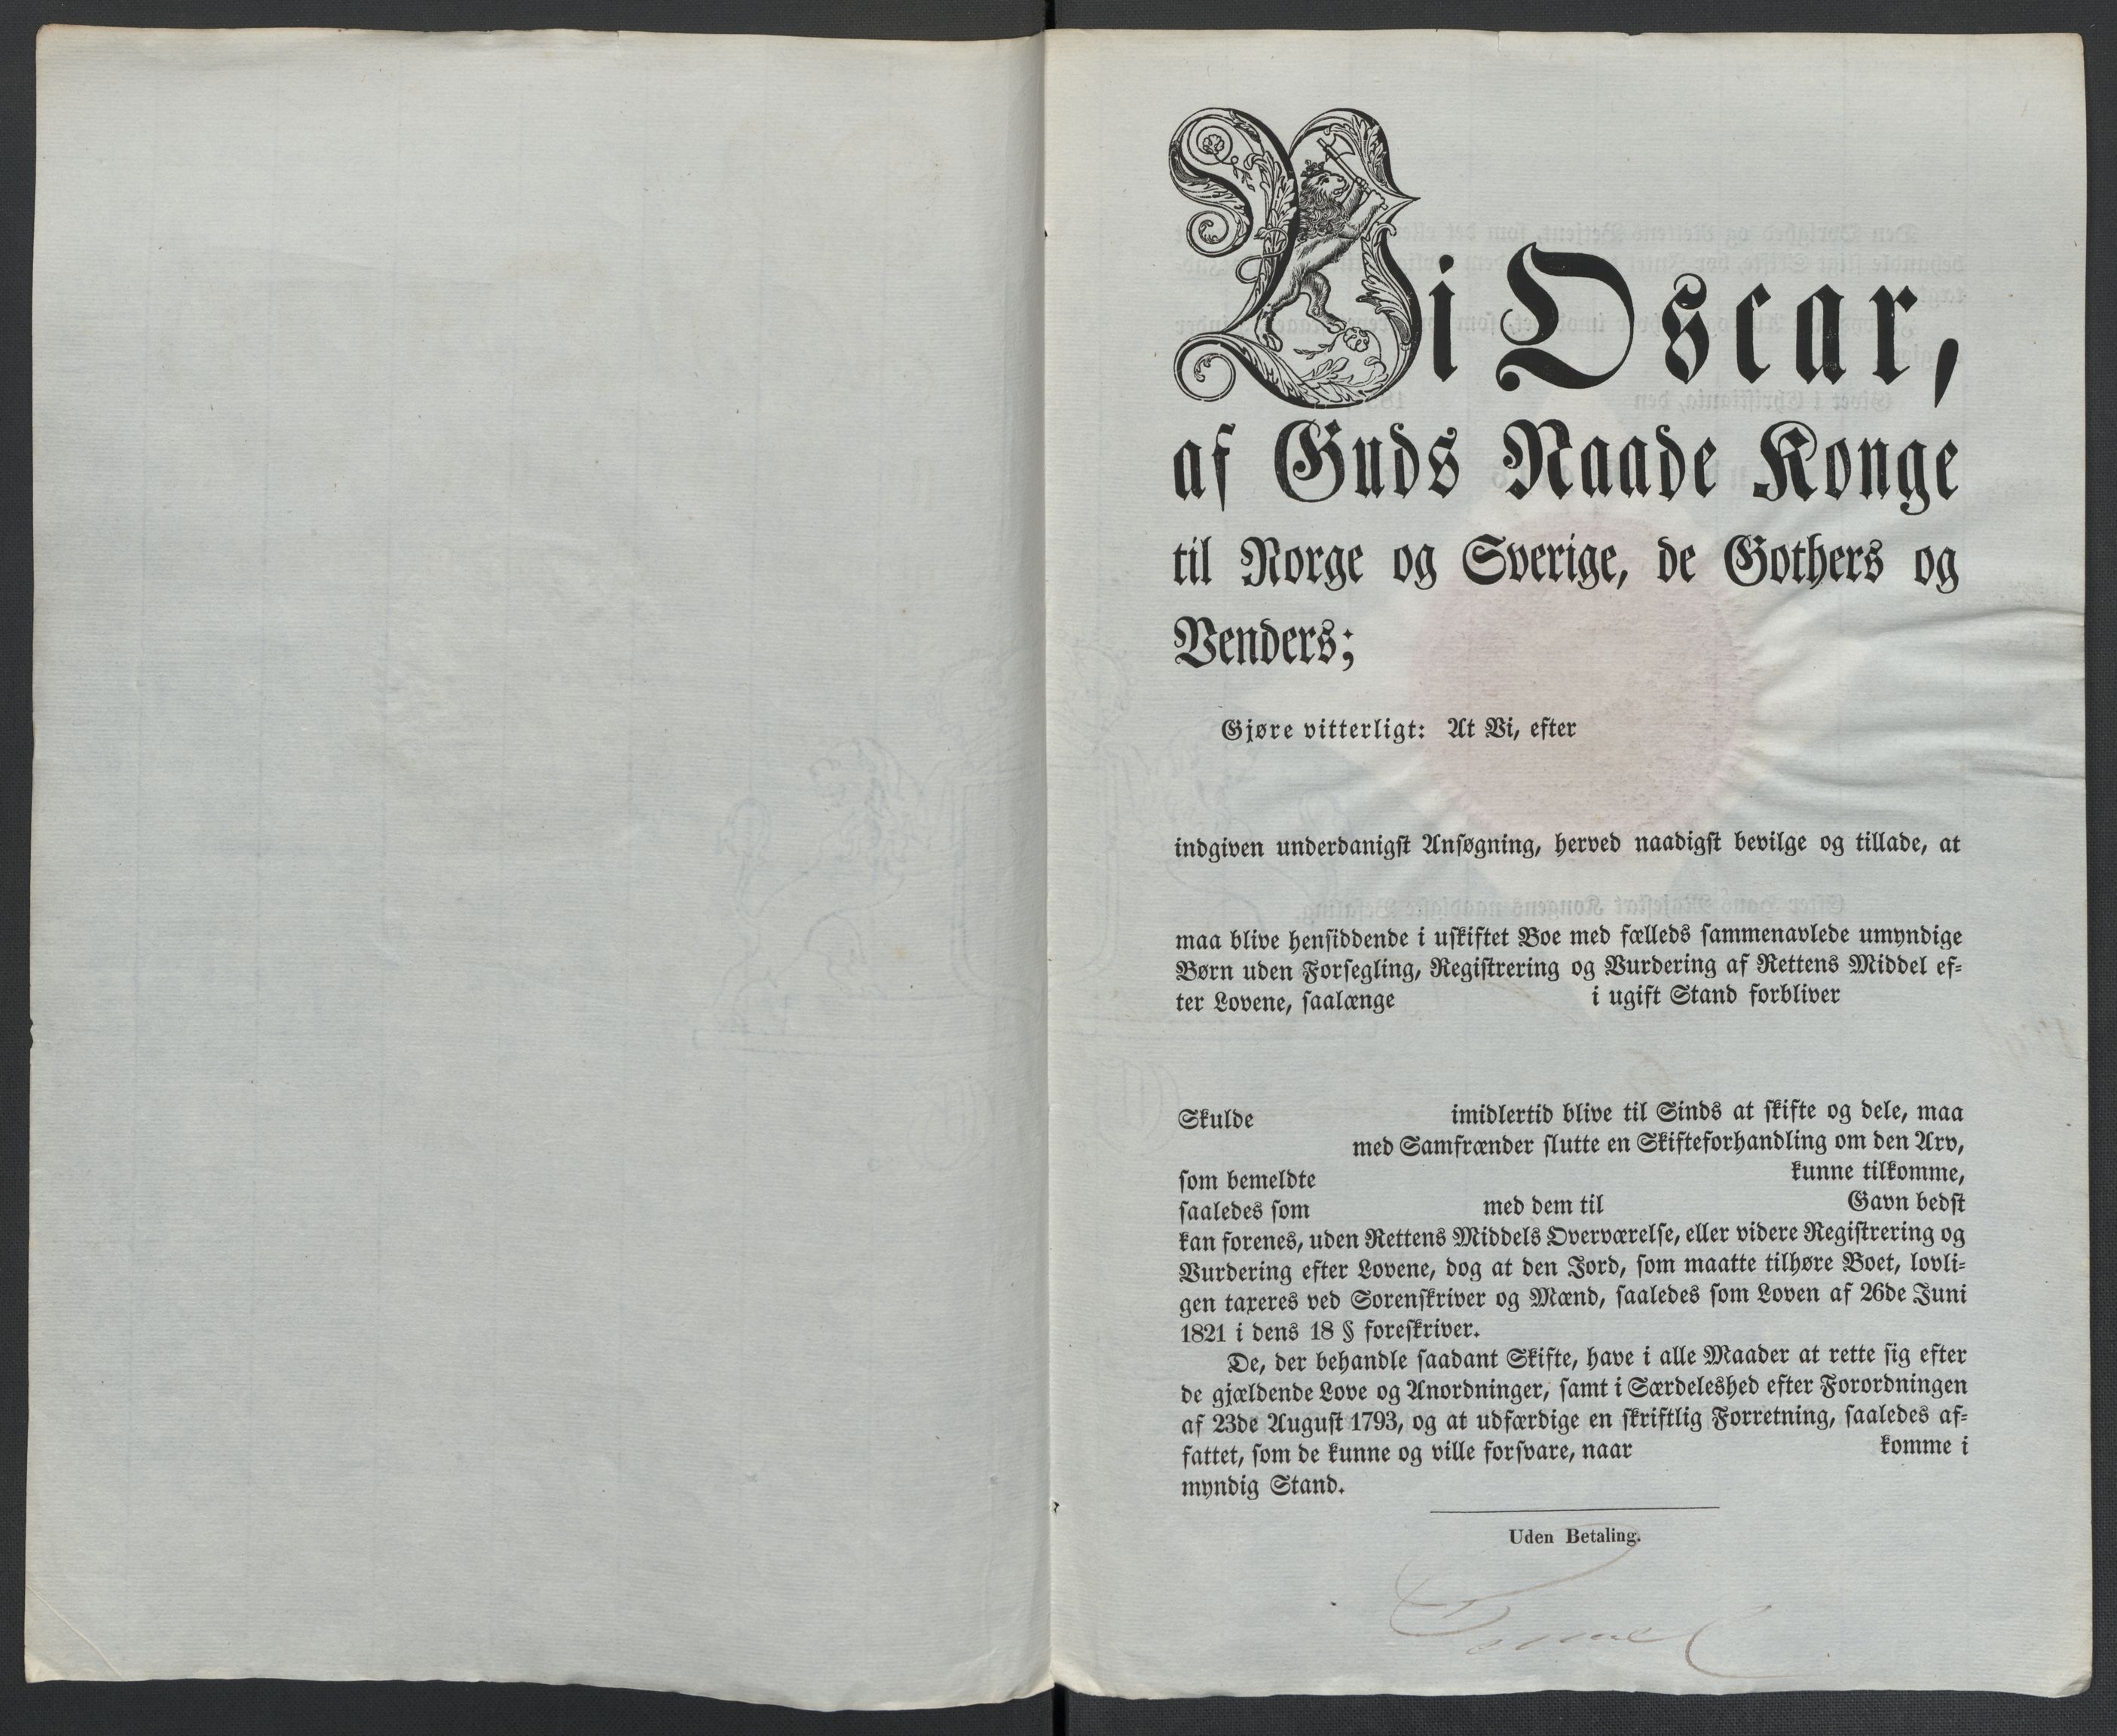 Vi Oscar,
af Guds Naade Konge
til Norge og Sverige, de Gothers og
Venders;
Gjøre vitterligt: At Vi, efter
indgiven underdanigst Ansøgning, herved naadigst bevilge og tillade, at
maa blive hensiddende i uskiftet Boe med fælleds sammenavlede umyndige
Børn uden Forsegling, Registrering og Vurdering af Rettens Middel ef=
ter Lovene, saalænge i ugift Stand forbliver
Skulde imidlertid blive til Sinds at skifte og dele, maa
med Samfrænder slutte en Skifteforhandling om den Arv,
som bemeldte kunne tilkomme,
saaledes som med dem til Gavn bedst
kan forenes, uden Rettens Middels Overværelse, eller videre Registrering og
Vurdering efter Lovene, dog at den Jord, som maatte tilhøre Boet, lovli=
gen taxeres ved Sorenskriver og Mænd, saaledes som Loven af 26de Juni
1821 i dens 18 § foreskriver.
De, der behandle saadant Skifte, have i alle Maader at rette sig efter
de gjældende Love og Anordninger, samt i Særdeleshed efter Forordningen
af 23de August 1793, og at udfærdige en skriftlig Forretning, saaledes af=
fattet, som de kunne og ville forsvare, naar komme i
myndig Stand.
Uden Betaling.